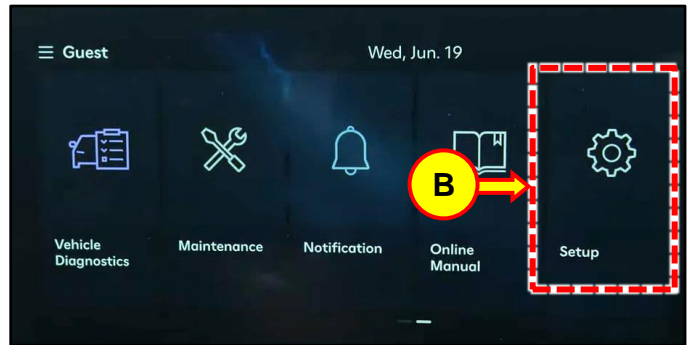 Guest
Wed, Jun. 19
B
Vehicle
Diagnostics
Maintenance
Notification
Online
Manual
Setup